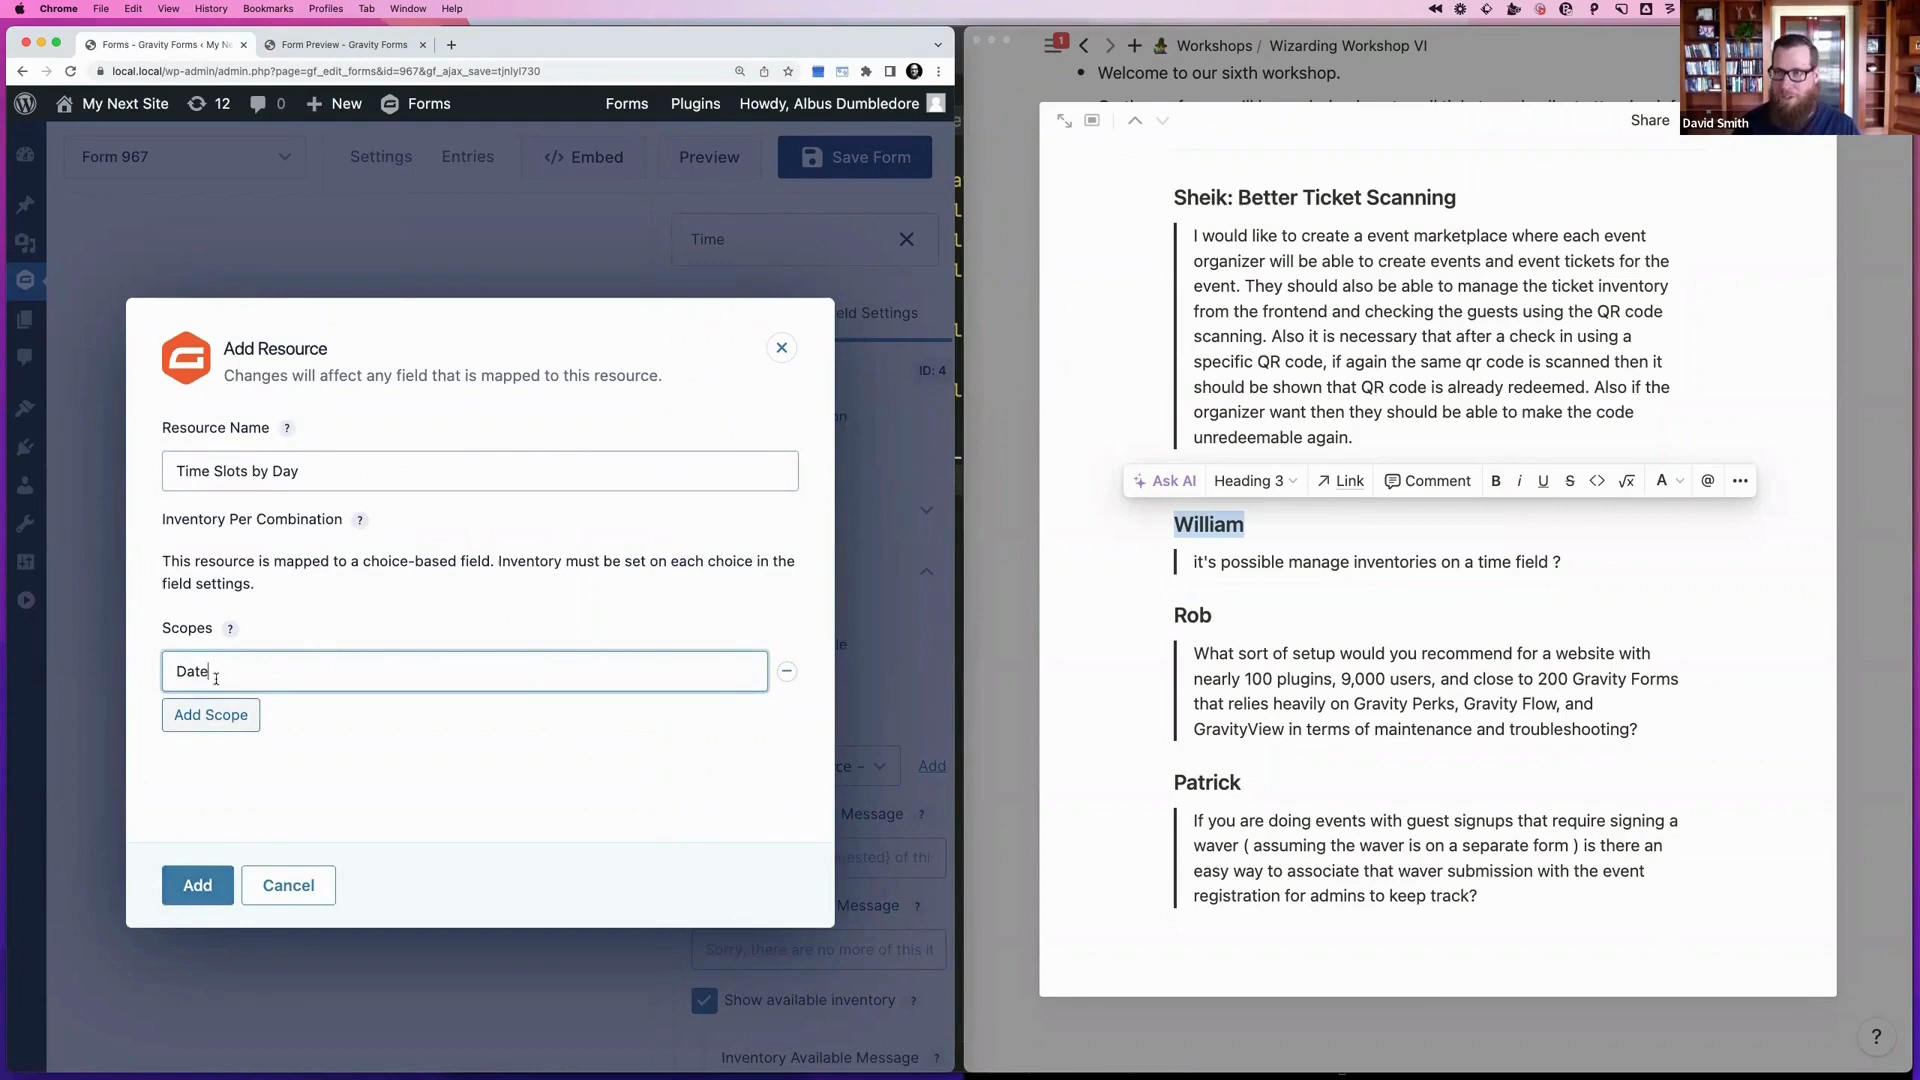 Chrome File Edit View History Bookmarks Profiles Tab Window Help
Forms - Gravity Forms ‹ My Ne
Form Preview - Gravity Forms
local.local/wp-admin/admin.php?page=gf_edit_forms&id=967&gf_ajax_save=tjnlyl730
My Next Site 12 0 New Forms Forms Plugins Howdy, Albus Dumbledore
Form 967 Settings Entries </> Embed Preview Save Form
Time
eld Settings
ID: 4
Add Resource
Changes will affect any field that is mapped to this resource.
Resource Name ?
Time Slots by Day
Inventory Per Combination ?
This resource is mapped to a choice-based field. Inventory must be set on each choice in the
field settings.
Scopes ?
Date
Add Scope
Add Cancel
rce – Add
Message ?
ested} of thi
Message ?
Sorry, there are no more of this it
Show available inventory ?
Inventory Available Message ?
1 Workshops / Wizarding Workshop VI
• Welcome to our sixth workshop.
Share
David Smith
Sheik: Better Ticket Scanning
I would like to create a event marketplace where each event
organizer will be able to create events and event tickets for the
event. They should also be able to manage the ticket inventory
from the frontend and checking the guests using the QR code
scanning. Also it is necessary that after a check in using a
specific QR code, if again the same qr code is scanned then it
should be shown that QR code is already redeemed. Also if the
organizer want then they should be able to make the code
unredeemable again.
Ask AI Heading 3 Link Comment B i U S <> √x A @ •••
William
it's possible manage inventories on a time field ?
Rob
What sort of setup would you recommend for a website with
nearly 100 plugins, 9,000 users, and close to 200 Gravity Forms
that relies heavily on Gravity Perks, Gravity Flow, and
GravityView in terms of maintenance and troubleshooting?
Patrick
If you are doing events with guest signups that require signing a
waver ( assuming the waver is on a separate form ) is there an
easy way to associate that waver submission with the event
registration for admins to keep track?
?